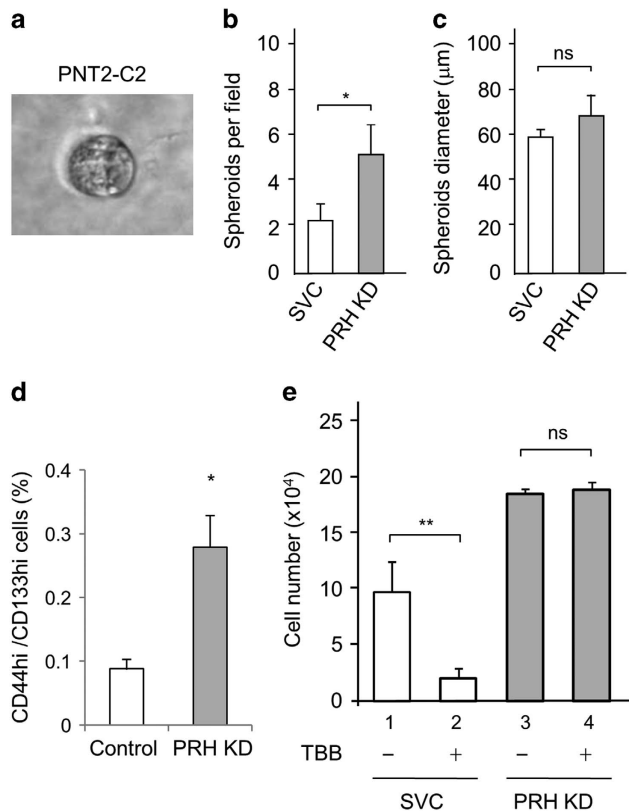 a
PNT2-C2
b
Spheroids per field
10
8
6
4
2
0
*
SVC
PRH KD
c
Spheroids diameter (μm)
100
80
60
40
20
0
ns
SVC
PRH KD
d
CD44hi /CD133hi cells (%)
0.4
0.3
0.2
0.1
0
*
Control
PRH KD
e
Cell number (x10⁴)
25
20
15
10
5
0
**
ns
1 2 3 4
TBB − + − +
SVC PRH KD